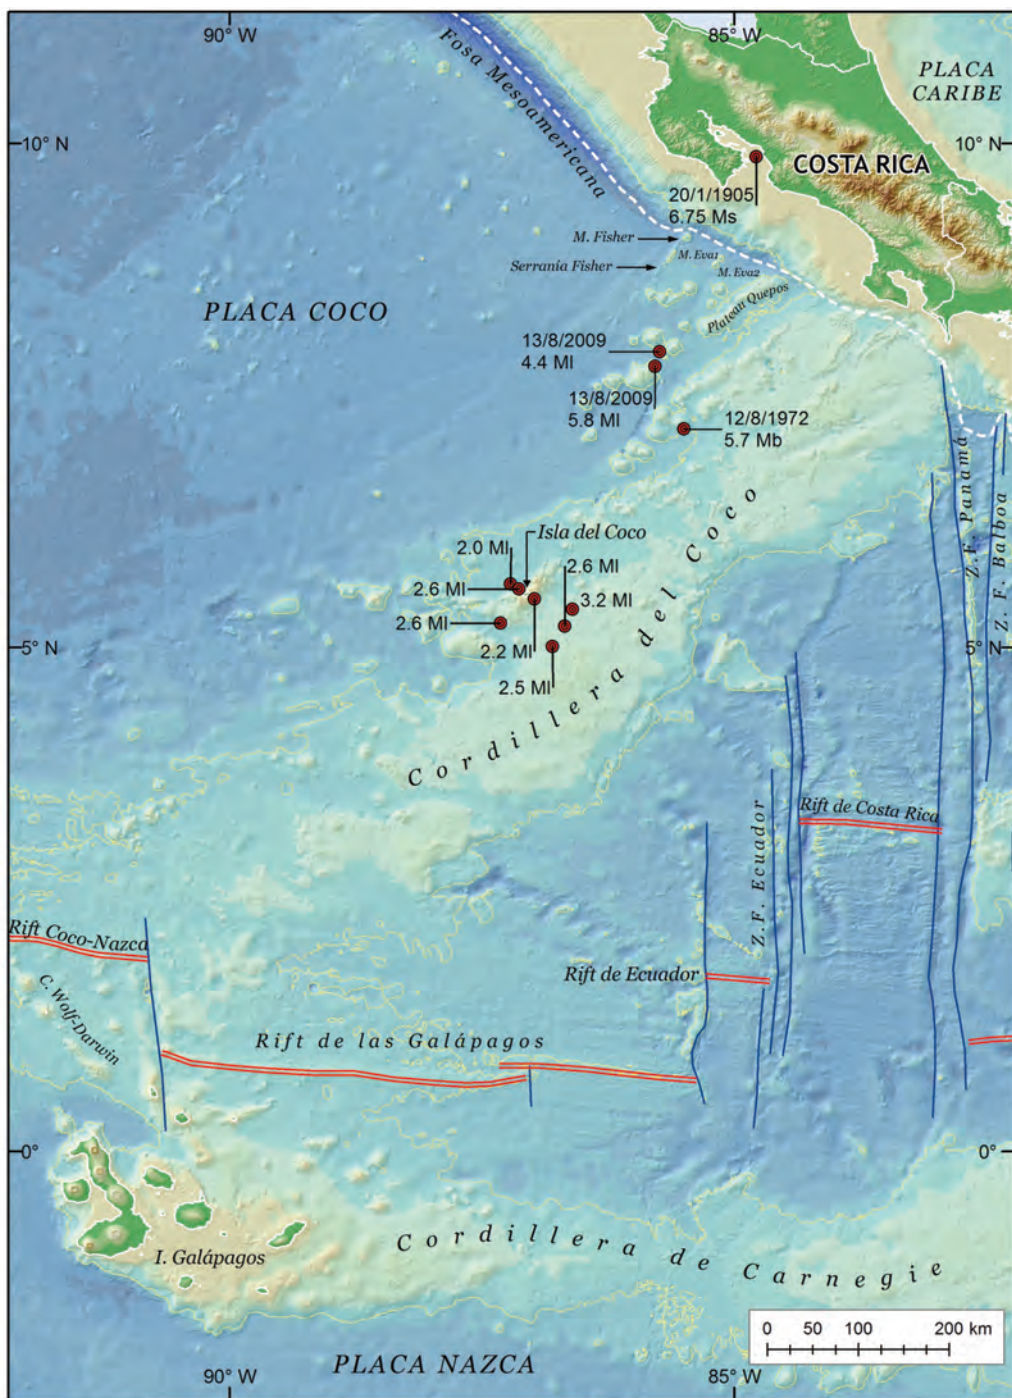 90° W
85° W
Fosa Mesoamericana
PLACA
CARIBE
10° N
10° N
COSTA RICA
20/1/1905
6.75 Ms
M. Fisher
M. Eva1
Serranía Fisher
M. Eva2
Plateau Quepos
PLACA COCO
13/8/2009
4.4 Ml
13/8/2009
5.8 Ml
12/8/1972
5.7 Mb
Z.F. Panamá
Z. F. Balboa
Isla del Coco
2.0 Ml
2.6 Ml
2.6 Ml
3.2 Ml
2.6 Ml
2.2 Ml
2.5 Ml
5° N
5° N
Cordillera del Coco
Rift de Costa Rica
Z.F. Ecuador
Rift Coco-Nazca
Rift de Ecuador
C. Wolf-Darwin
Rift de las Galápagos
0°
0°
I. Galápagos
Cordillera de Carnegie
0 50 100 200 km
PLACA NAZCA
90° W
85° W